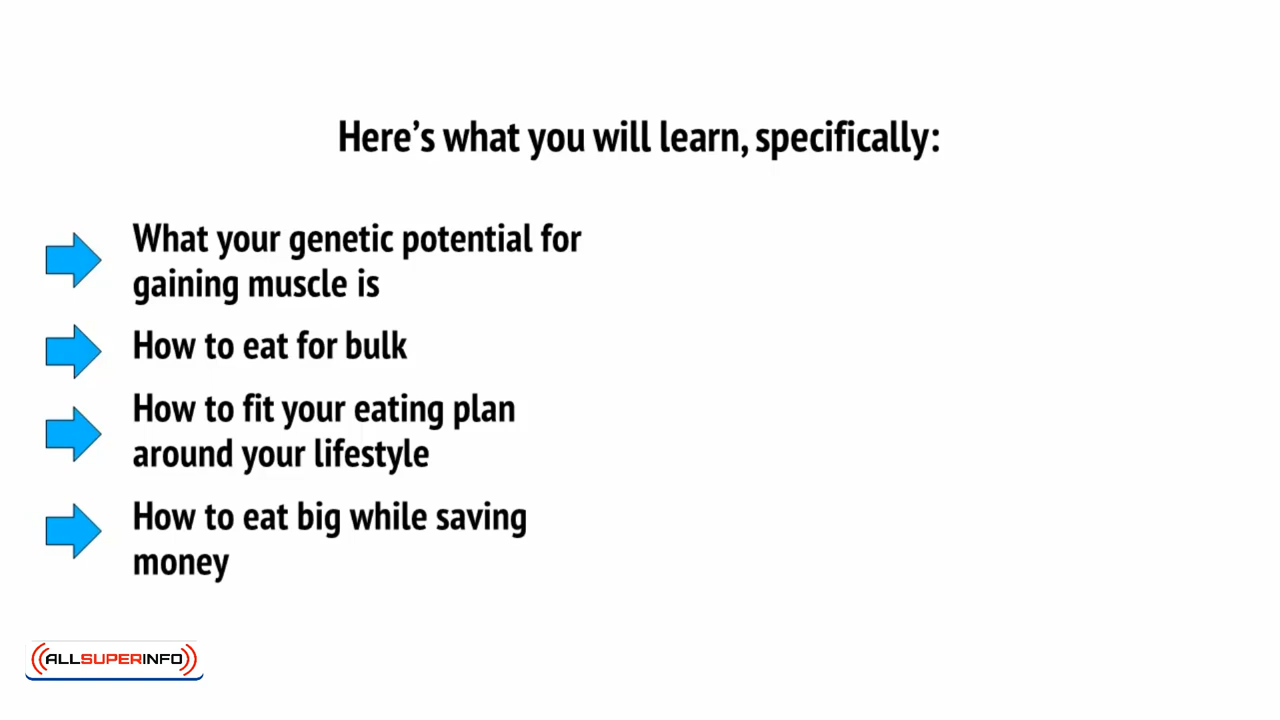 Here’s what you will learn, specifically:
What your genetic potential for
gaining muscle is
How to eat for bulk
How to fit your eating plan
around your lifestyle
How to eat big while saving
money
ALLSUPERINFO